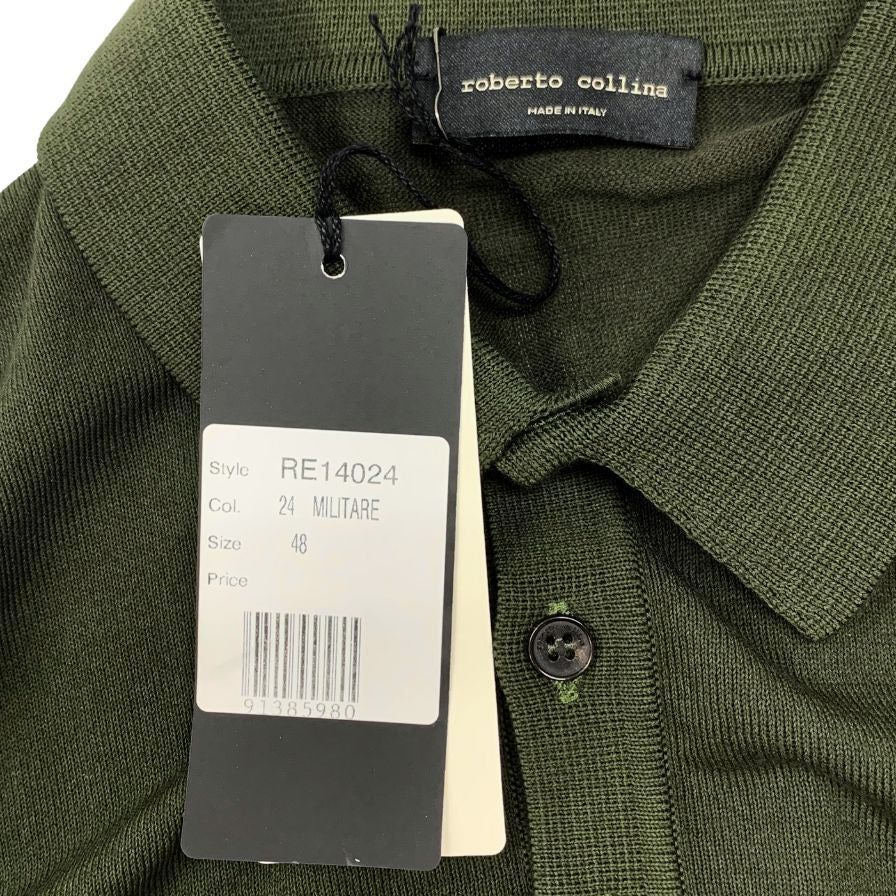 roberto collina
MADE IN ITALY
Style RE14024
Col. 24 MILITARE
Size 48
Price
91385980